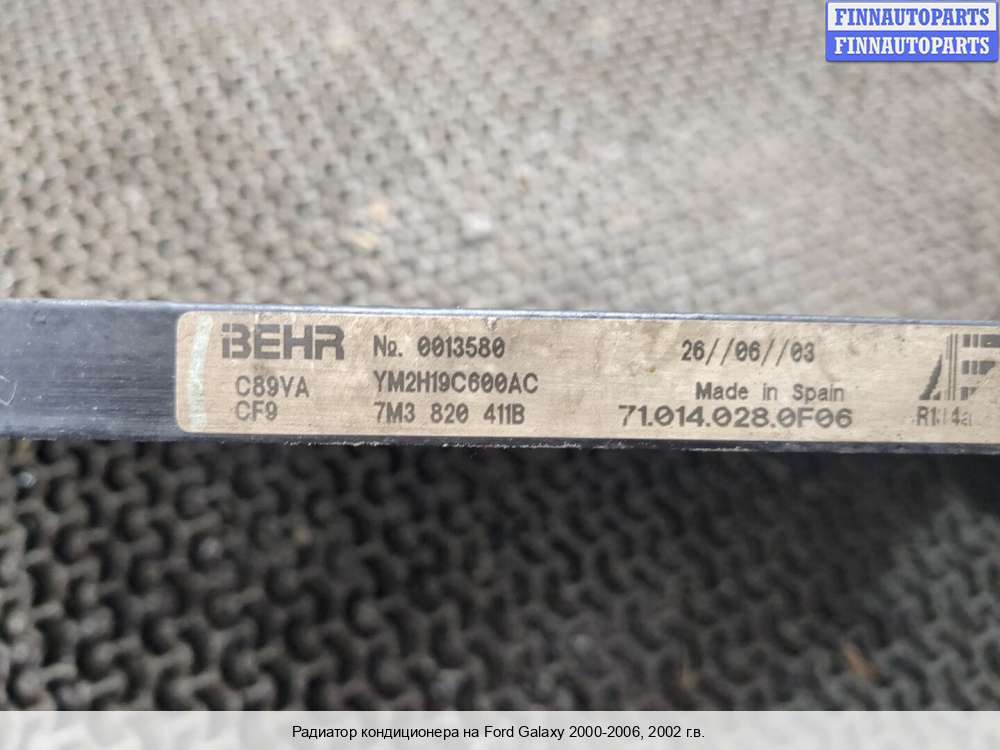 FINNAUTOPARTS
FINNAUTOPARTS
BEHR №. 0013580 26//06//03
C89VA YM2H19C600AC Made in Spain
CF9 7M3 820 411B 71.014.028.0F06 R134a
Радиатор кондиционера на Ford Galaxy 2000-2006, 2002 г.в.